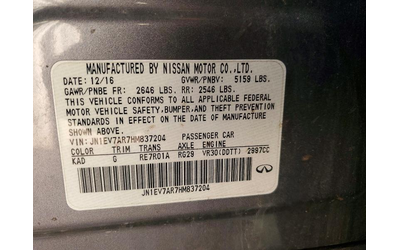 MANUFACTURED BY NISSAN MOTOR CO.,LTD.
DATE: 12/16 GVWR/PNBV: 5159 LBS.
GAWR/PNBE FR: 2646 LBS. RR: 2546 LBS.
THIS VEHICLE CONFORMS TO ALL APPLICABLE FEDERAL
MOTOR VEHICLE SAFETY,BUMPER,AND THEFT PREVENTION
STANDARDS IN EFFECT ON THE DATE OF MANUFACTURE
SHOWN ABOVE.
VIN: JN1EV7AR7HM837204 PASSENGER CAR
COLOR TRIM TRANS AXLE ENGINE
KAD G RE7R01A RG29 VR30(DDTT) 2997CC
JN1EV7AR7HM837204